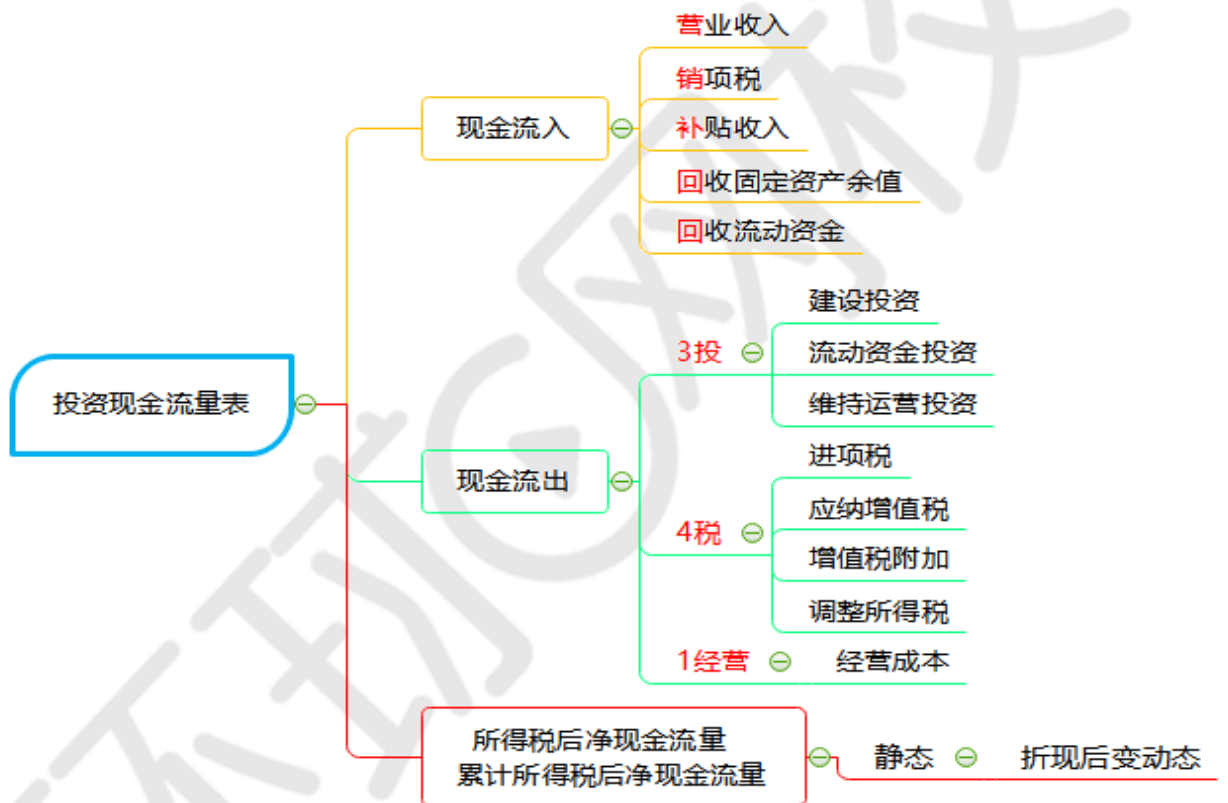 投资现金流量表
现金流入
营业收入
销项税
补贴收入
回收固定资产余值
回收流动资金
现金流出
3投
建设投资
流动资金投资
维持运营投资
4税
进项税
应纳增值税
增值税附加
调整所得税
1经营
经营成本
所得税后净现金流量
累计所得税后净现金流量
静态
折现后变动态
环球网校